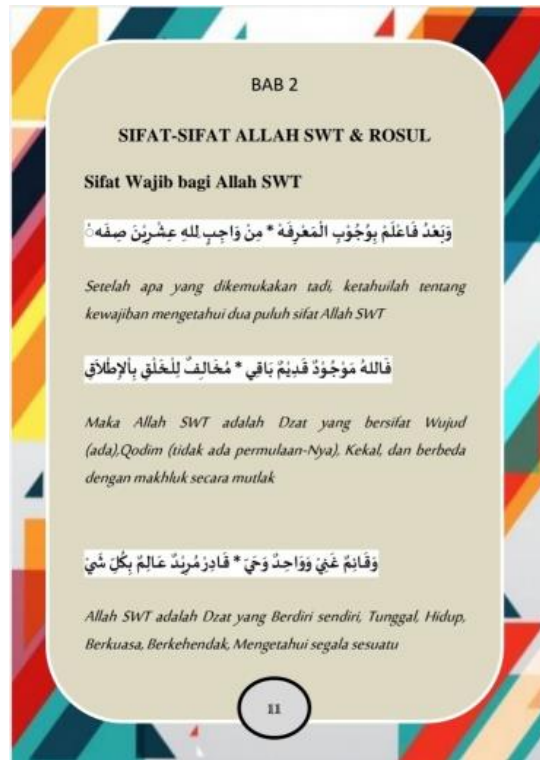 BAB 2
SIFAT-SIFAT ALLAH SWT & ROSUL
Sifat Wajib bagi Allah SWT
وَبَعْدُ فَاعْلَمْ بِوُجُوْبِ الْمَعْرِفَهْ * مِنْ وَاجِبٍ لِلهِ عِشْرِيْنَ صِفَهْ
Setelah apa yang dikemukakan tadi, ketahuilah tentang
kewajiban mengetahui dua puluh sifat Allah SWT
فَاللهُ مَوْجُوْدٌ قَدِيْمٌ بَاقِي * مُخَالِفٌ لِلْخَلْقِ بِاْلإِطْلاَقِ
Maka Allah SWT adalah Dzat yang bersifat Wujud
(ada),Qodim (tidak ada permulaan-Nya), Kekal, dan berbeda
dengan makhluk secara mutlak
وَقَائِمٌ غَنِيْ وَوَاحِدٌ وَحَيّ * قَادِرْ مُرِيْدٌ عَالِمٌ بِكُلِّ شَيْ
Allah SWT adalah Dzat yang Berdiri sendiri, Tunggal, Hidup,
Berkuasa, Berkehendak, Mengetahui segala sesuatu
11